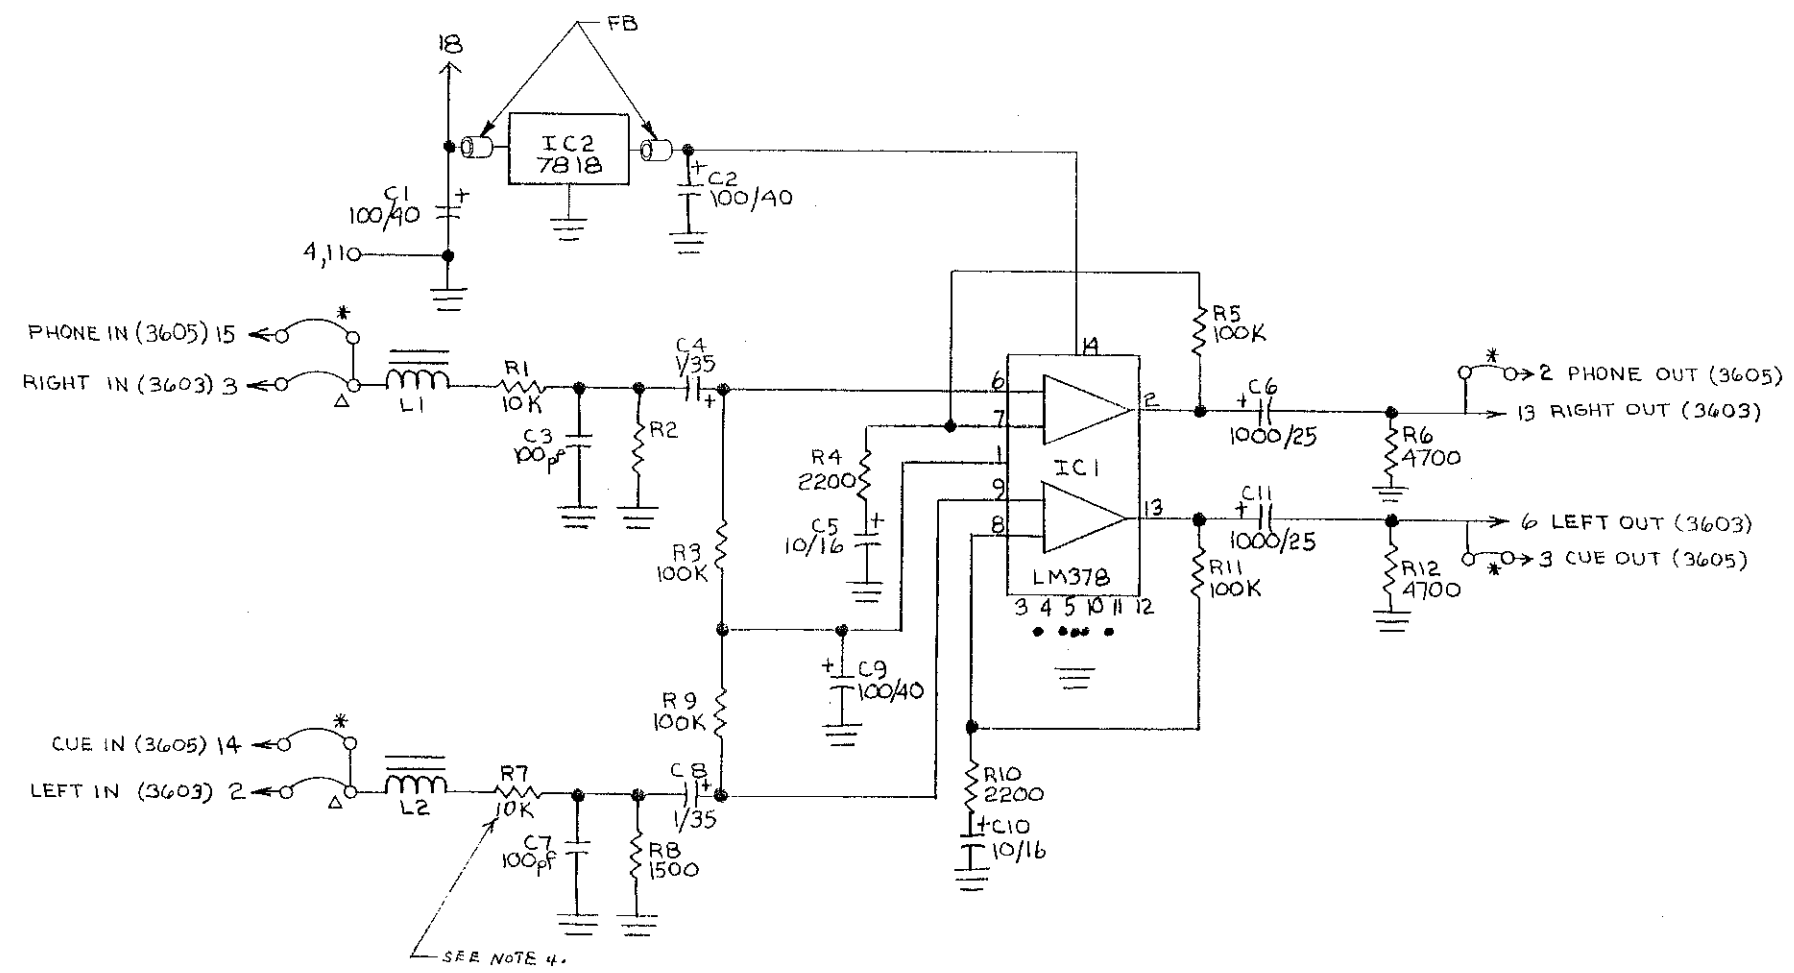 FB
18
IC2
7818
C1
100/40
+
+
C2
100/40
4,11
PHONE IN (3605) 15
*
RIGHT IN (3603) 3
△
L1
R1
10K
C3
100pf
R2
C4
1/35
+
R3
100K
R4
2200
C5
10/16
+
R5
100K
14
6
7
1
9
8
2
13
IC1
LM378
3 4 5 10 11 12
+
C6
1000/25
R6
4700
*
2 PHONE OUT (3605)
13 RIGHT OUT (3603)
+
C11
1000/25
R11
100K
R12
4700
6 LEFT OUT (3603)
*
3 CUE OUT (3605)
+
C9
100/40
R9
100K
CUE IN (3605) 14
*
LEFT IN (3603) 2
△
L2
R7
10K
C7
100pf
R8
1500
C8
+
1/35
R10
2200
+
C10
10/16
SEE NOTE 4.